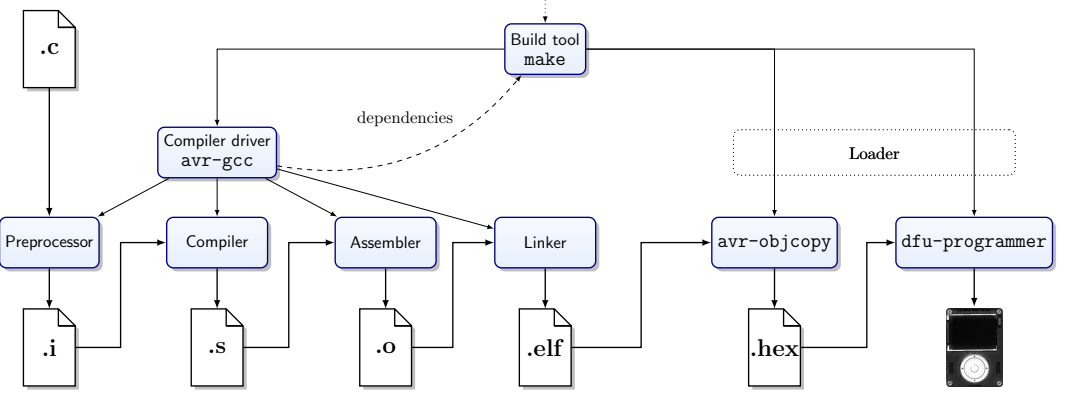 .c
Build tool
make
dependencies
Compiler driver
avr-gcc
Loader
Preprocessor
Compiler
Assembler
Linker
avr-objcopy
dfu-programmer
.i
.s
.o
.elf
.hex